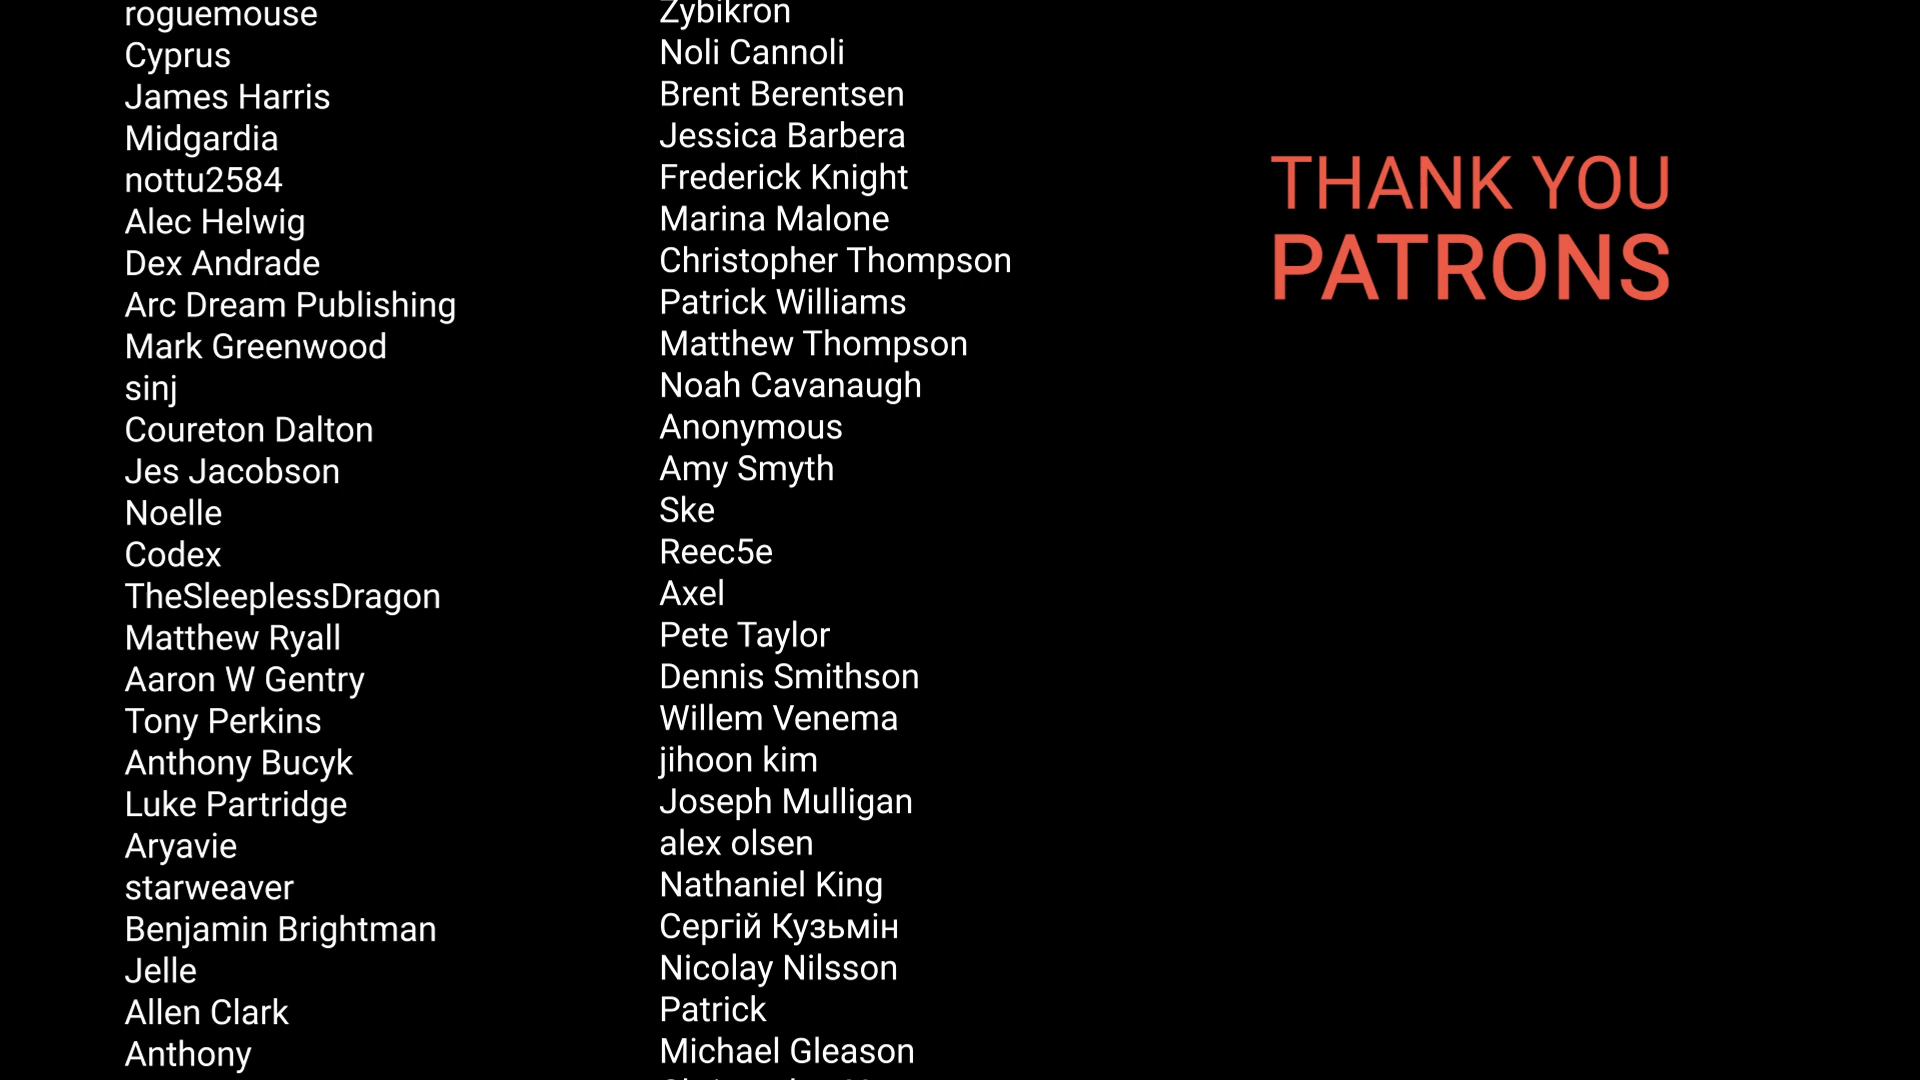 roguemouse
Cyprus
James Harris
Midgardia
nottu2584
Alec Helwig
Dex Andrade
Arc Dream Publishing
Mark Greenwood
sinj
Coureton Dalton
Jes Jacobson
Noelle
Codex
TheSleeplessDragon
Matthew Ryall
Aaron W Gentry
Tony Perkins
Anthony Bucyk
Luke Partridge
Aryavie
starweaver
Benjamin Brightman
Jelle
Allen Clark
Anthony
Zybikron
Noli Cannoli
Brent Berentsen
Jessica Barbera
Frederick Knight
Marina Malone
Christopher Thompson
Patrick Williams
Matthew Thompson
Noah Cavanaugh
Anonymous
Amy Smyth
Ske
Reec5e
Axel
Pete Taylor
Dennis Smithson
Willem Venema
jihoon kim
Joseph Mulligan
alex olsen
Nathaniel King
Сергій Кузьмін
Nicolay Nilsson
Patrick
Michael Gleason
THANK YOU
PATRONS